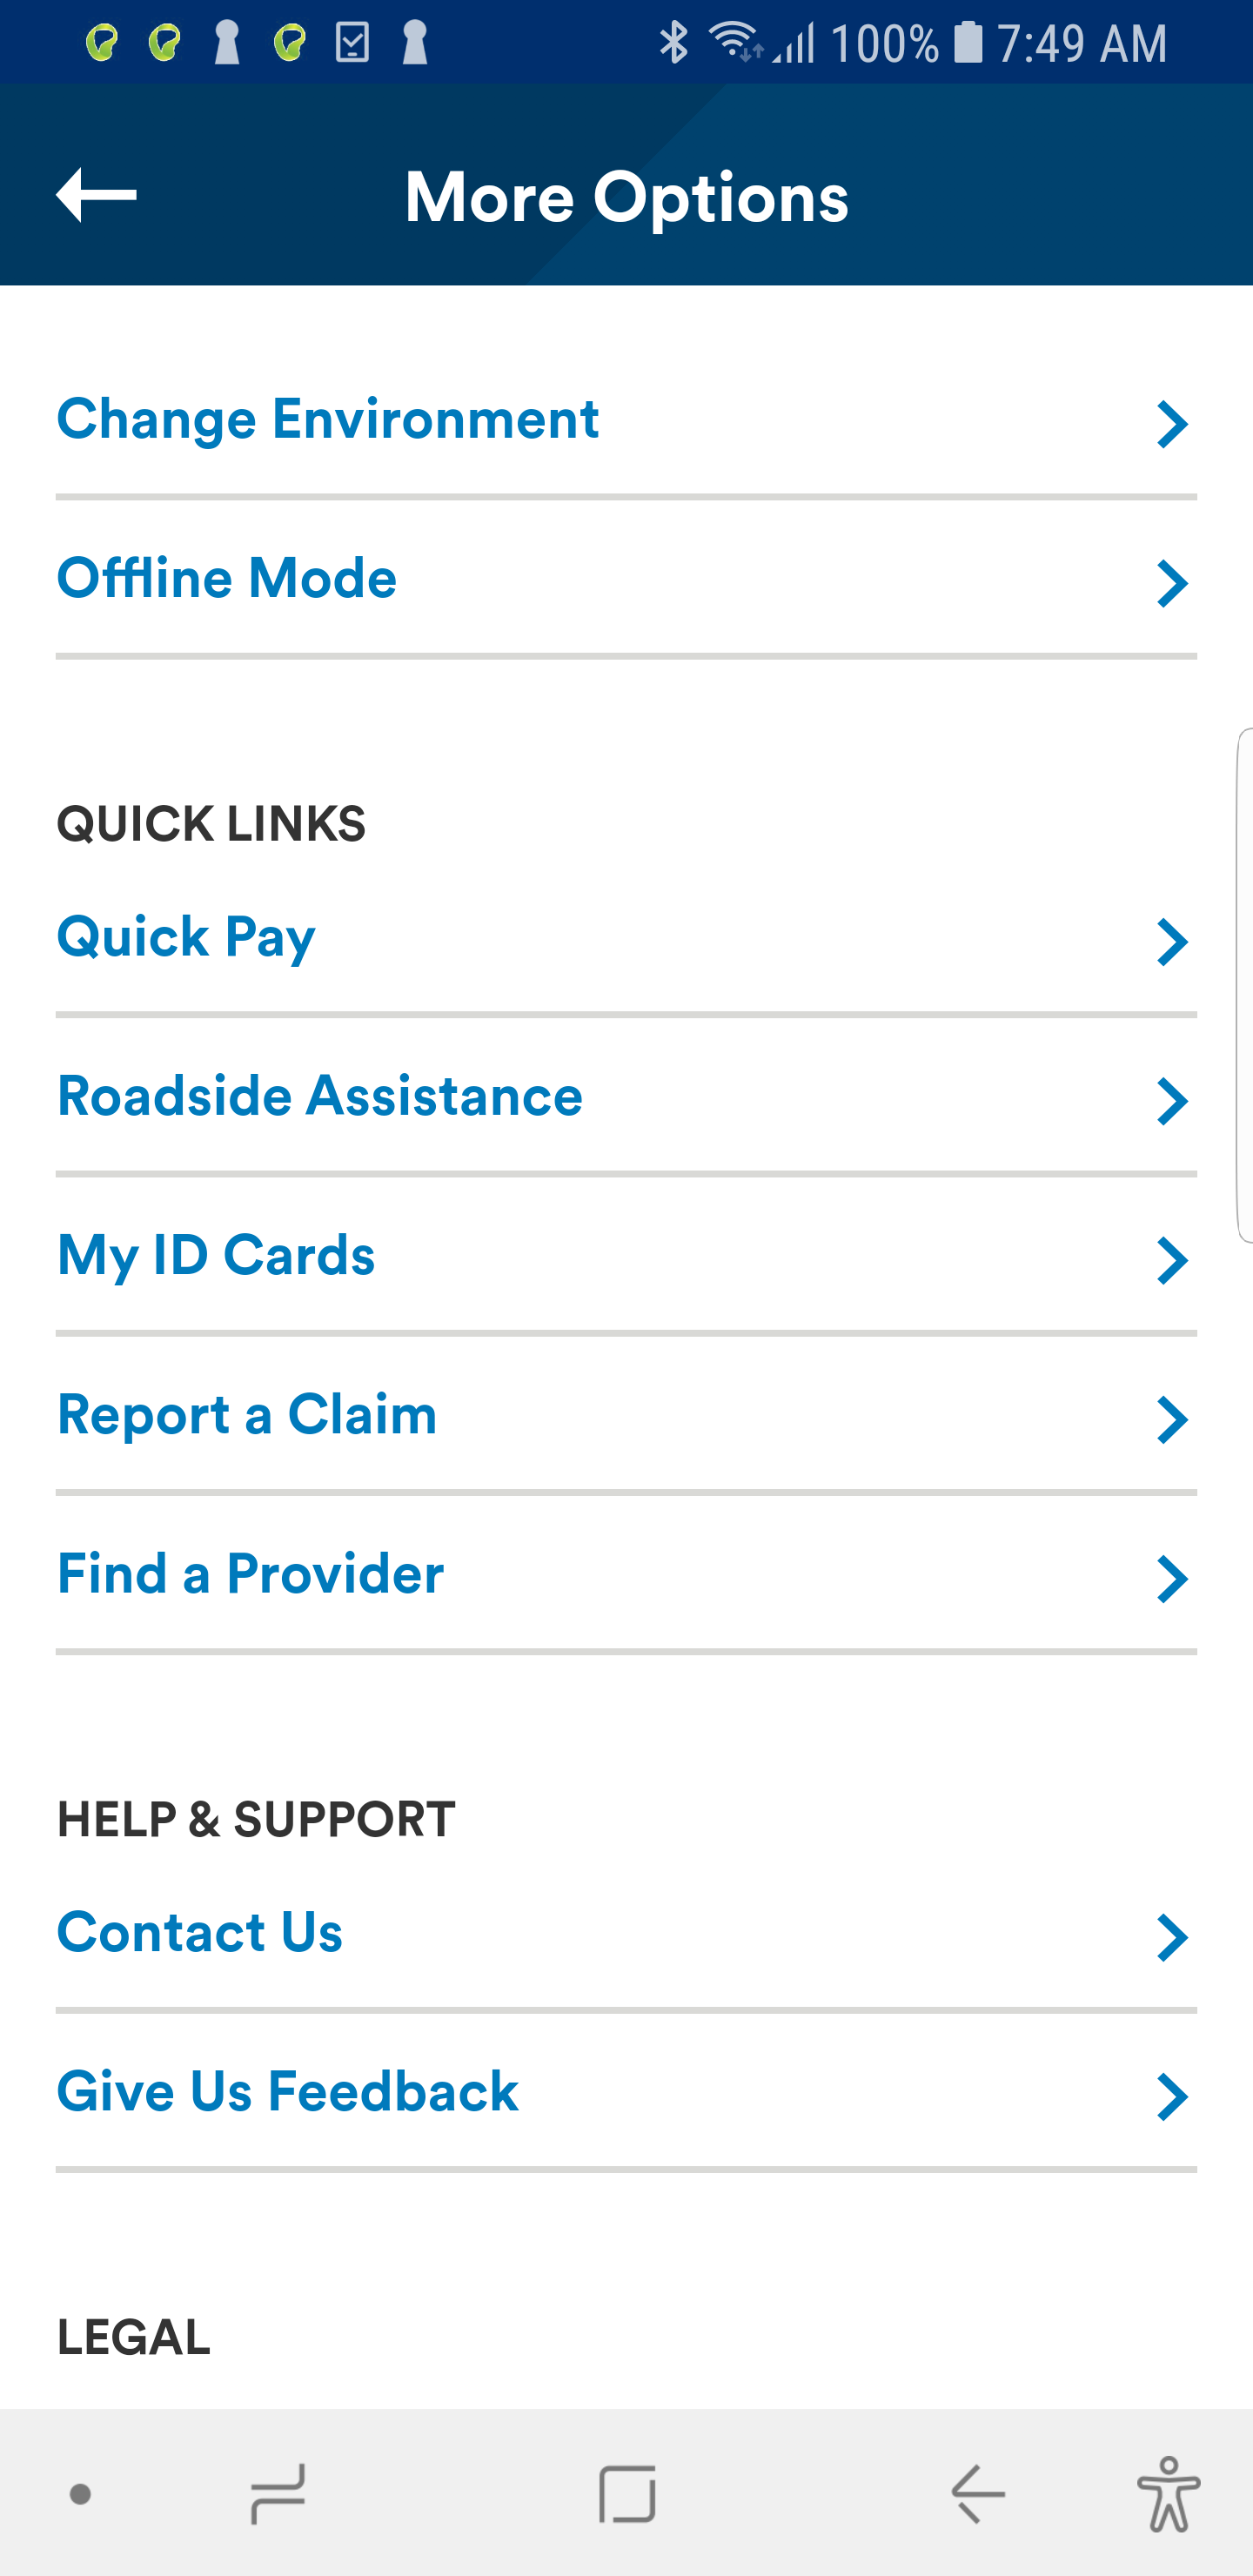 100% 7:49 AM
More Options
Change Environment
Offline Mode
QUICK LINKS
Quick Pay
Roadside Assistance
My ID Cards
Report a Claim
Find a Provider
HELP & SUPPORT
Contact Us
Give Us Feedback
LEGAL